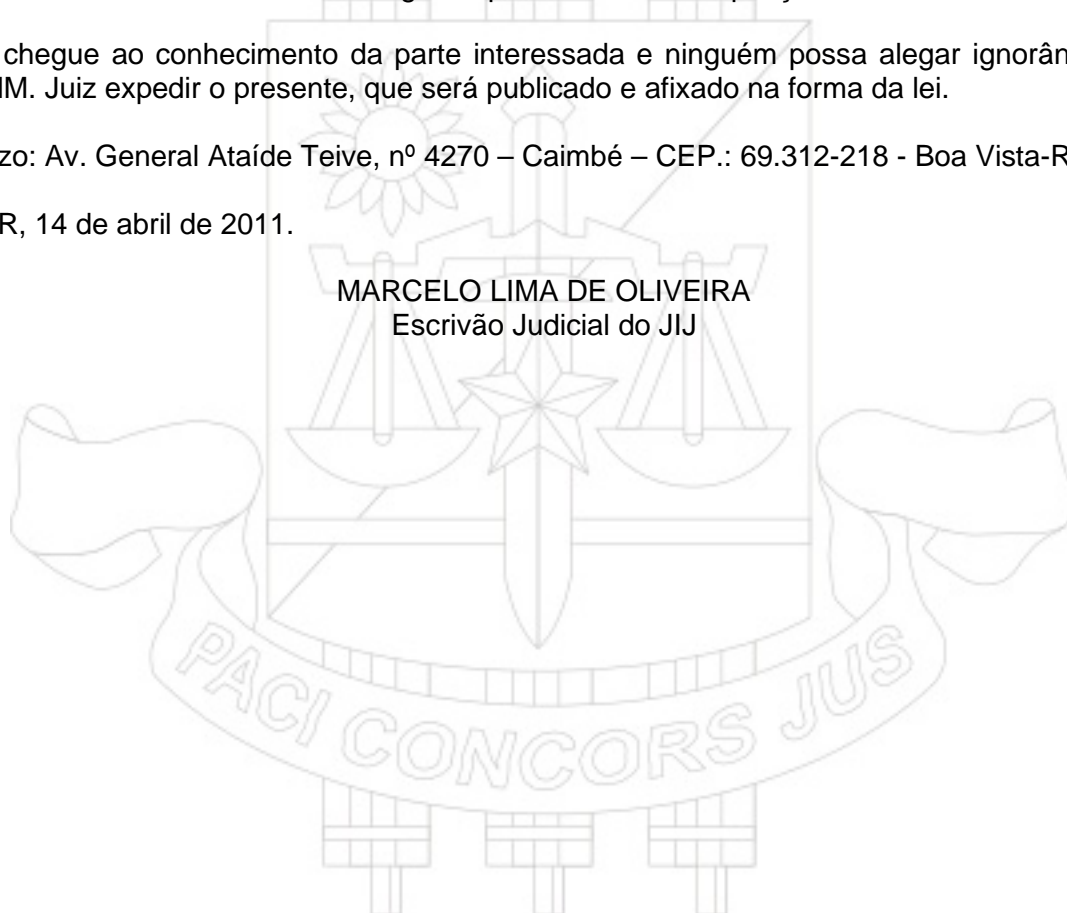 chegue ao conhecimento da parte interessada e ninguém possa alegar ignorân
MM. Juiz expedir o presente, que será publicado e afixado na forma da lei.
zo: Av. General Ataíde Teive, nº 4270 – Caimbé – CEP.: 69.312-218 - Boa Vista-R
R, 14 de abril de 2011.
MARCELO LIMA DE OLIVEIRA
Escrivão Judicial do JIJ
PACI CONCORS JUS